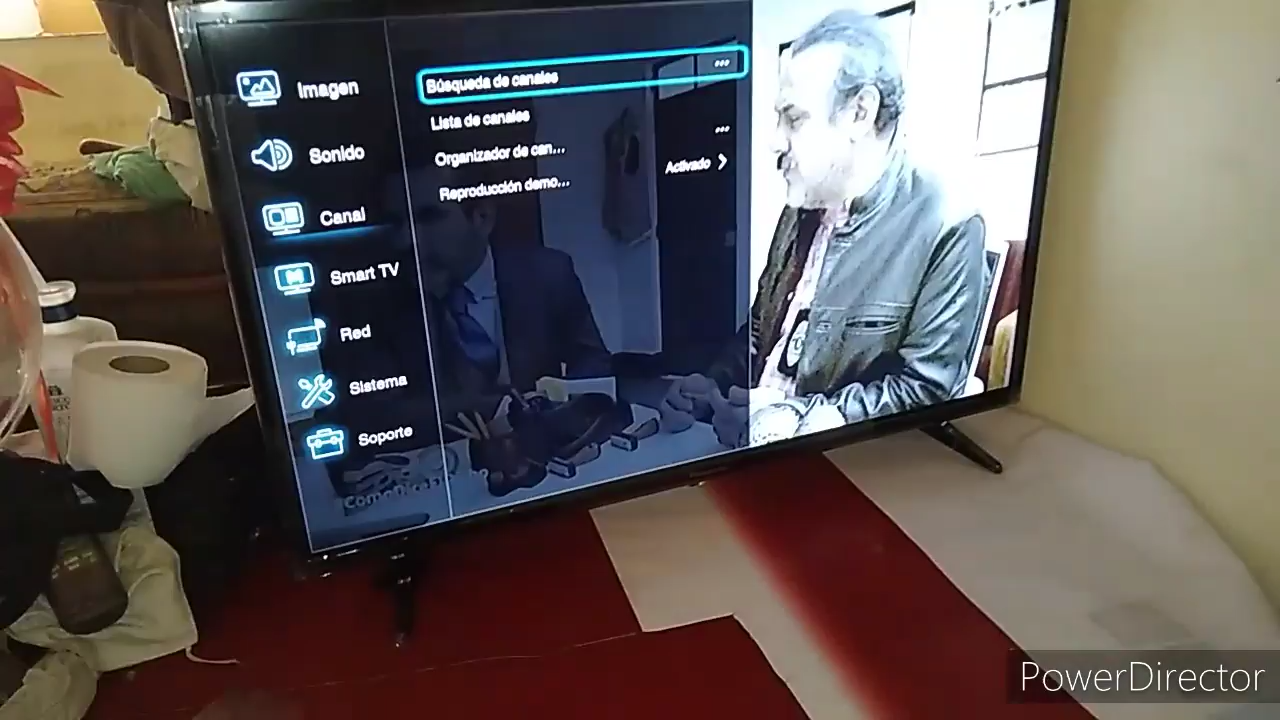 Imagen
Sonido
Canal
Smart TV
Red
Sistema
Soporte
Búsqueda de canales ...
Lista de canales
Organizador de can... ...
Reproducción demo... Activado >
PowerDirector